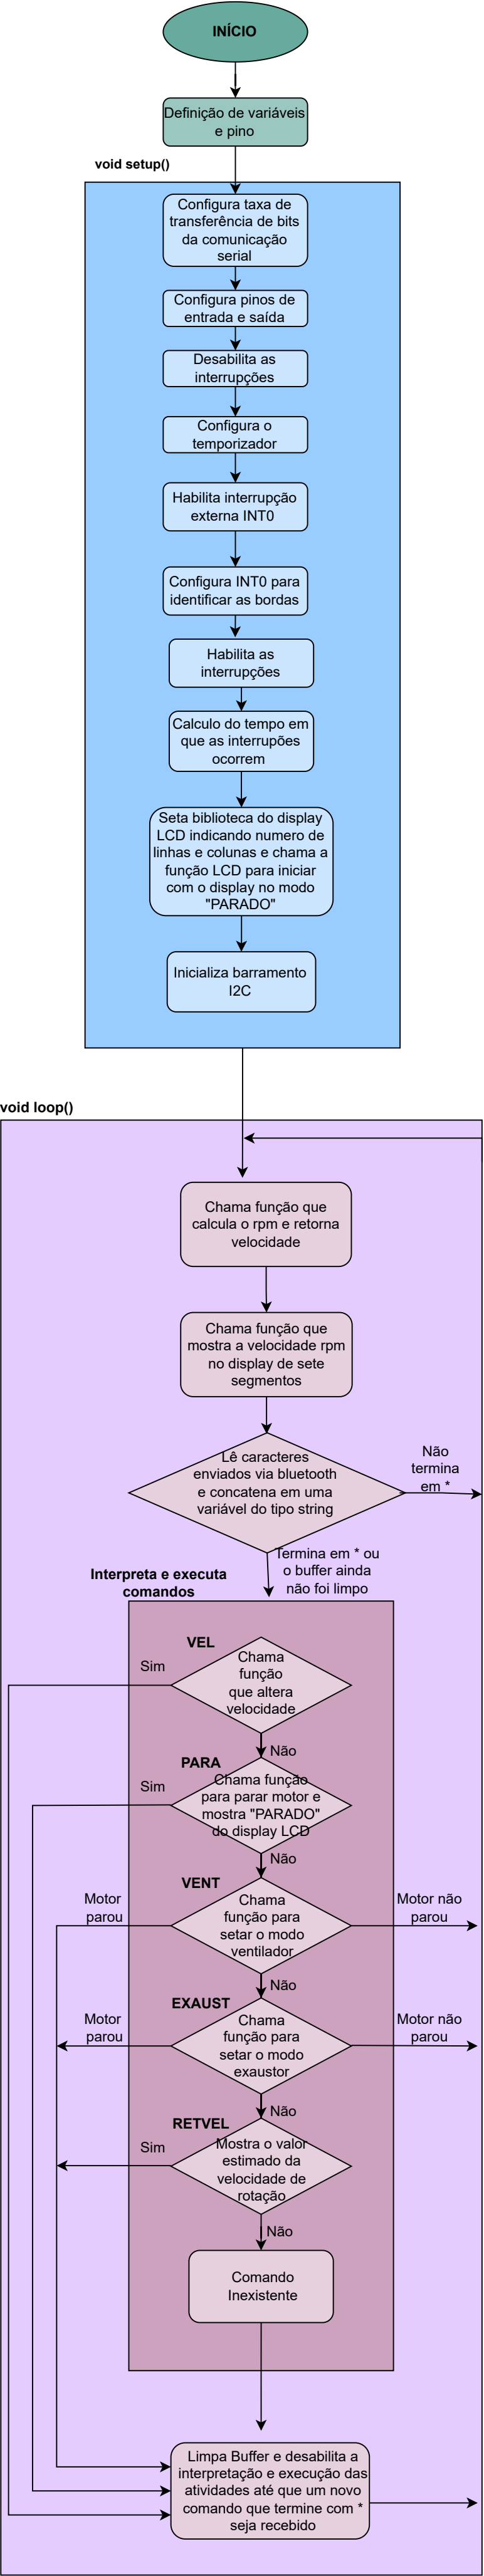 INÍCIO
Definição de variáveis
e pino
void setup()
Configura taxa de
transferência de bits
da comunicação
serial
Configura pinos de
entrada e saída
Desabilita as
interrupções
Configura o
temporizador
Habilita interrupção
externa INT0
Configura INT0 para
identificar as bordas
Habilita as
interrupções
Calculo do tempo em
que as interrupões
ocorrem
Seta biblioteca do display
LCD indicando numero de
linhas e colunas e chama a
função LCD para iniciar
com o display no modo
"PARADO"
Inicializa barramento
I2C
void loop()
Chama função que
calcula o rpm e retorna
velocidade
Chama função que
mostra a velocidade rpm
no display de sete
segmentos
Lê caracteres
enviados via bluetooth
e concatena em uma
variável do tipo string
Não
termina
em *
Termina em * ou
o buffer ainda
não foi limpo
Interpreta e executa
comandos
VEL
Sim
Chama
função
que altera
velocidade
Não
PARA
Sim
Chama função
para parar motor e
mostra "PARADO"
do display LCD
Não
VENT
Motor
parou
Chama
função para
setar o modo
ventilador
Motor não
parou
Não
EXAUST
Motor
parou
Chama
função para
setar o modo
exaustor
Motor não
parou
Não
RETVEL
Sim
Mostra o valor
estimado da
velocidade de
rotação
Não
Comando
Inexistente
Limpa Buffer e desabilita a
interpretação e execução das
atividades até que um novo
comando que termine com *
seja recebido